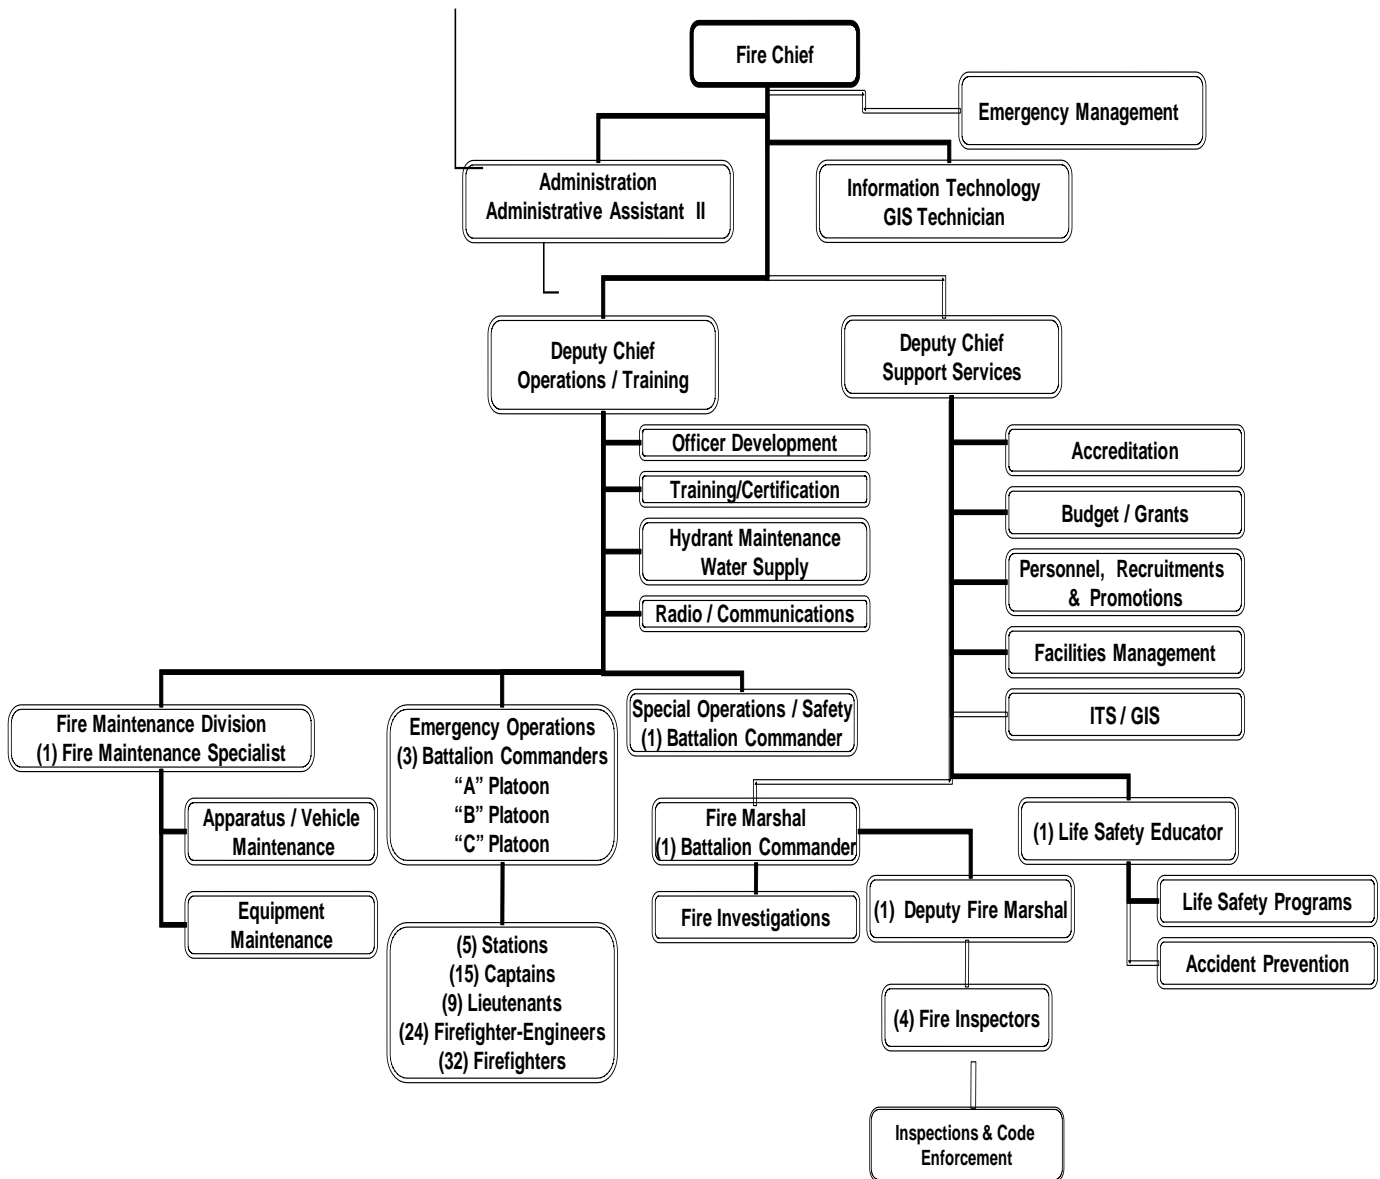 Fire Chief
Emergency Management
Administration
Administrative Assistant II
Information Technology
GIS Technician
Deputy Chief
Operations / Training
Deputy Chief
Support Services
Officer Development
Training/Certification
Hydrant Maintenance
Water Supply
Radio / Communications
Accreditation
Budget / Grants
Personnel, Recruitments
& Promotions
Facilities Management
ITS / GIS
Fire Maintenance Division
(1) Fire Maintenance Specialist
Apparatus / Vehicle
Maintenance
Equipment
Maintenance
Emergency Operations
(3) Battalion Commanders
“A” Platoon
“B” Platoon
“C” Platoon
(5) Stations
(15) Captains
(9) Lieutenants
(24) Firefighter-Engineers
(32) Firefighters
Special Operations / Safety
(1) Battalion Commander
Fire Marshal
(1) Battalion Commander
Fire Investigations
(1) Deputy Fire Marshal
(4) Fire Inspectors
Inspections & Code
Enforcement
(1) Life Safety Educator
Life Safety Programs
Accident Prevention